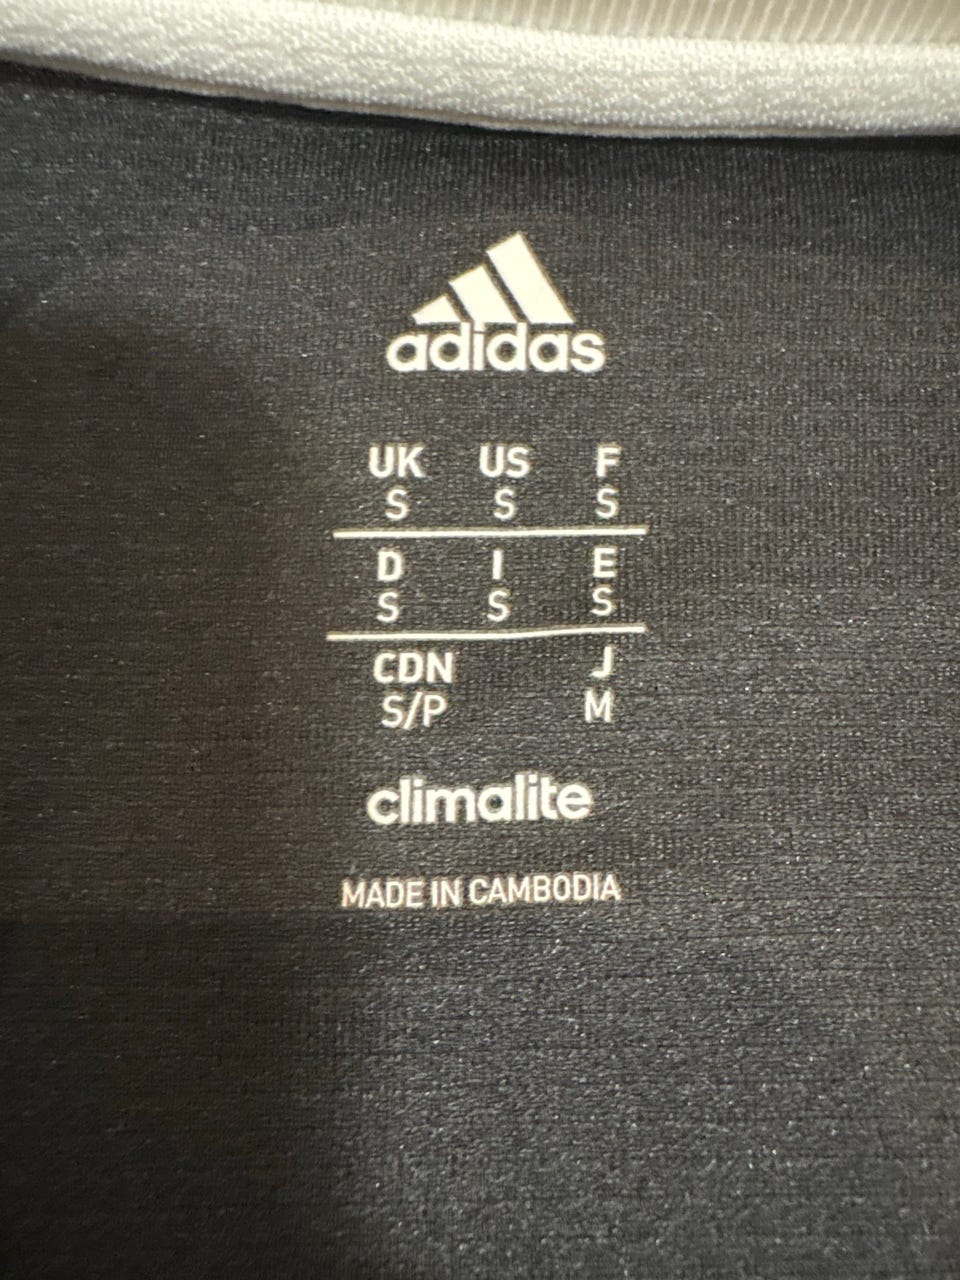 adidas
UK US F
S S S
D I E
S S S
CDN J
S/P M
climalite
MADE IN CAMBODIA